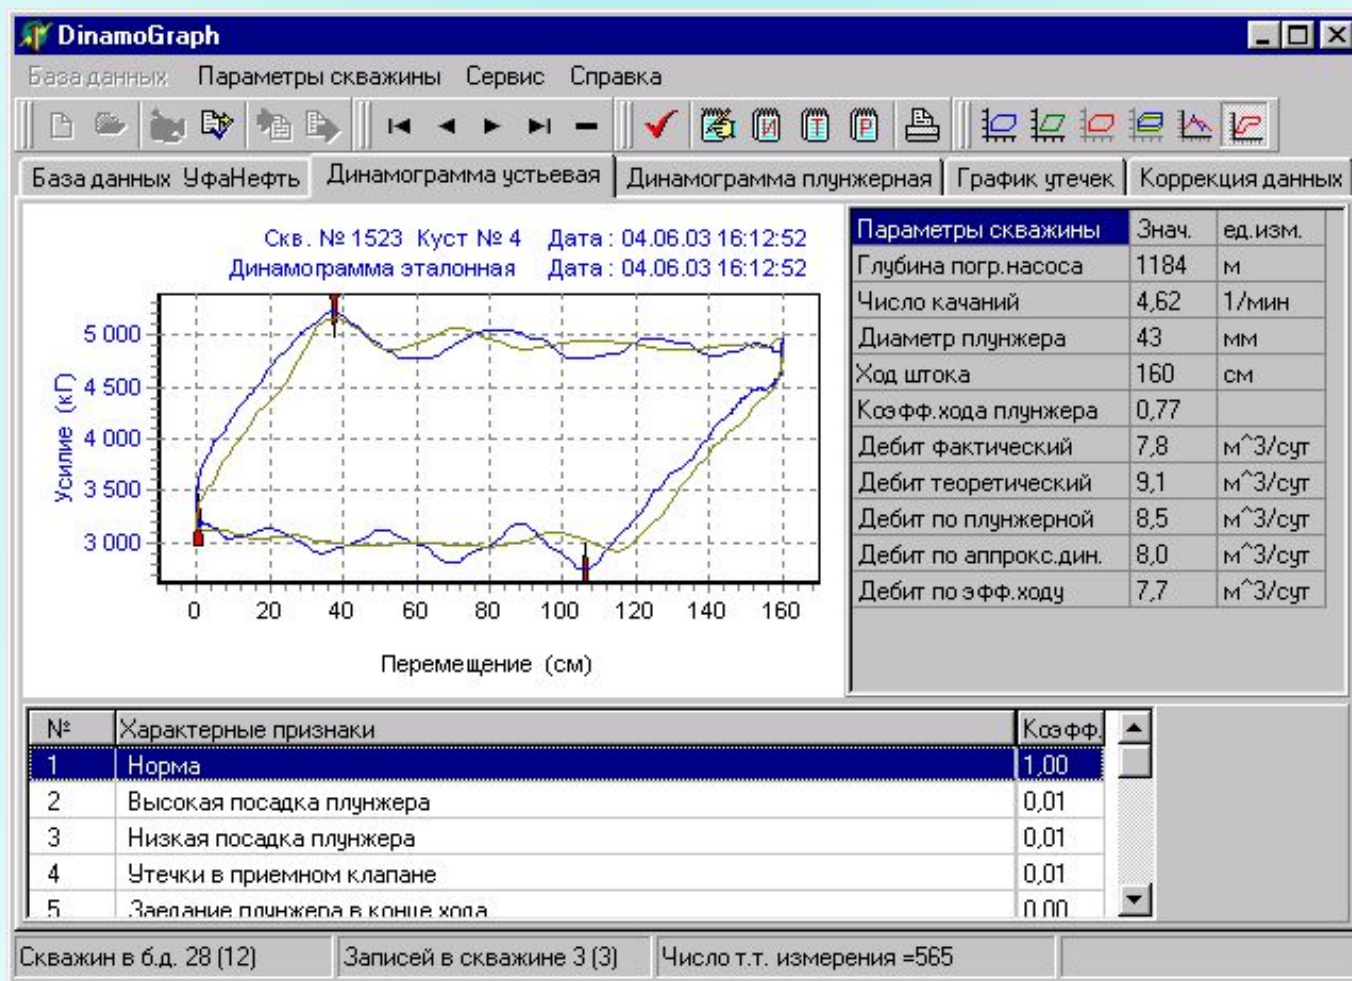 DinamoGraph
База данных Параметры скважины Сервис Справка
И Т Р
База данных УфаНефть Динамограмма устьевая Динамограмма плунжерная График утечек Коррекция данных
Скв. № 1523 Куст № 4 Дата : 04.06.03 16:12:52
Динамограмма эталонная Дата : 04.06.03 16:12:52
Усилие (кГ)
5 000
4 500
4 000
3 500
3 000
0 20 40 60 80 100 120 140 160
Перемещение (см)
Параметры скважины Знач. ед.изм.
Глубина погр.насоса 1184 м
Число качаний 4,62 1/мин
Диаметр плунжера 43 мм
Ход штока 160 см
Коэфф.хода плунжера 0,77
Дебит фактический 7,8 м^3/сут
Дебит теоретический 9,1 м^3/сут
Дебит по плунжерной 8,5 м^3/сут
Дебит по аппрокс.дин. 8,0 м^3/сут
Дебит по эфф.ходу 7,7 м^3/сут
№ Характерные признаки Коэфф.
1 Норма 1,00
2 Высокая посадка плунжера 0,01
3 Низкая посадка плунжера 0,01
4 Утечки в приемном клапане 0,01
5 Заедание плунжера в конце хода 0,00
Скважин в б.д. 28 (12) Записей в скважине 3 (3) Число т.т. измерения =565